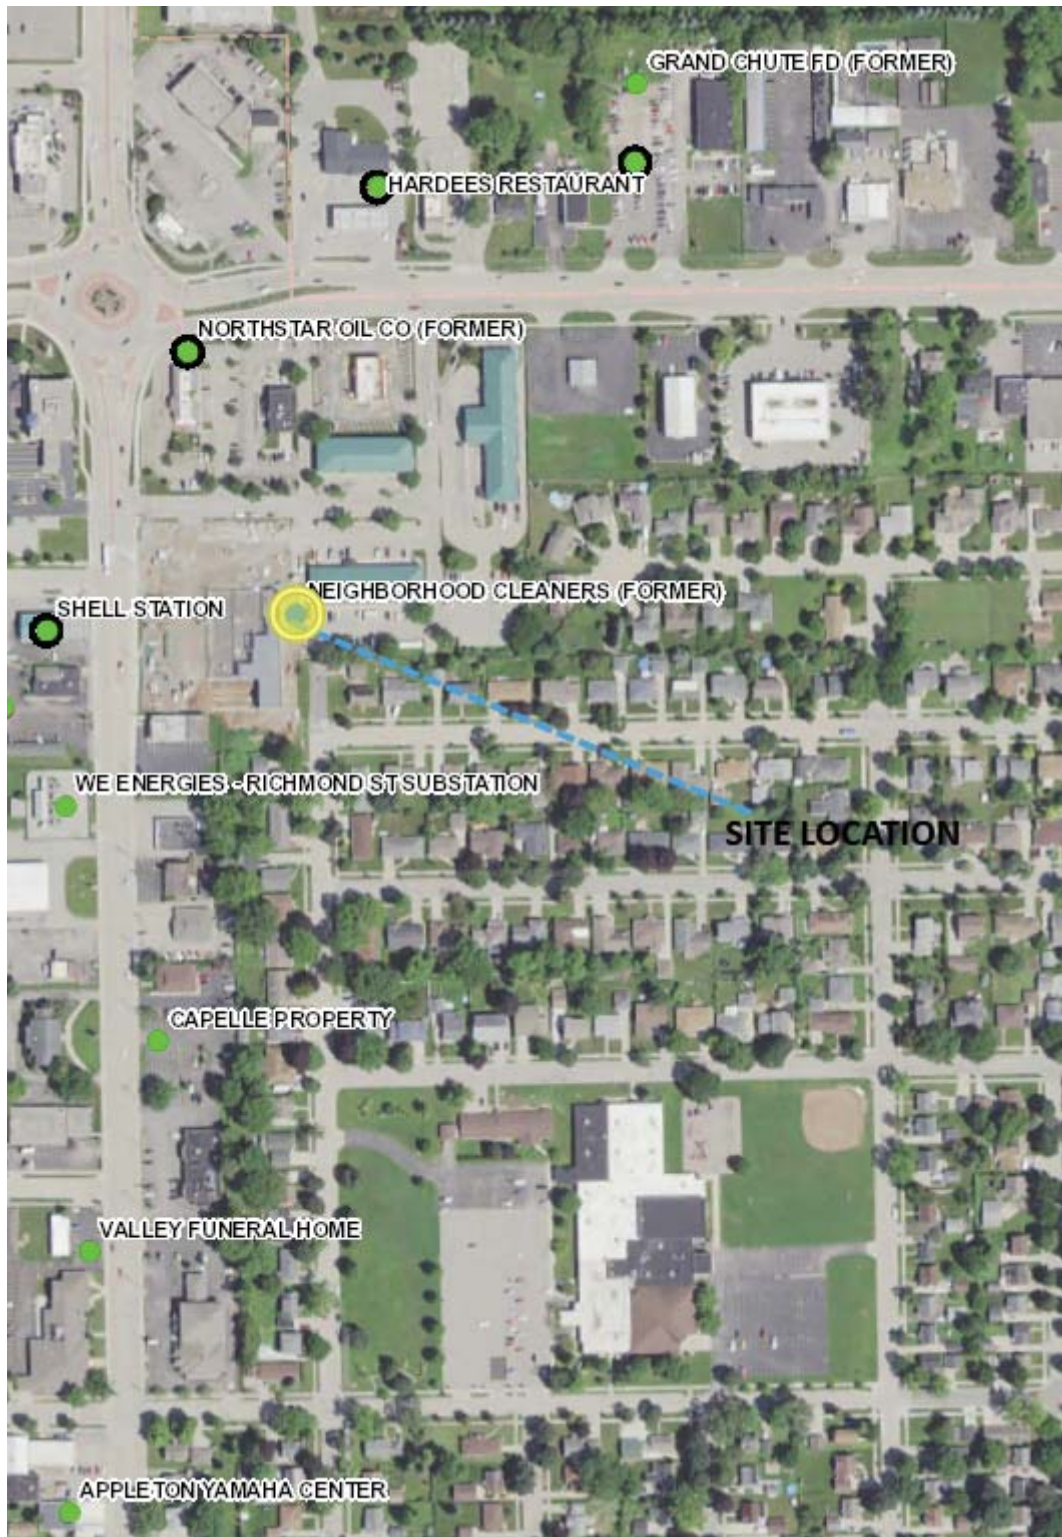 GRAND CHUTE FD (FORMER)
HARDEES RESTAURANT
NORTHSTAR OIL CO (FORMER)
NEIGHBORHOOD CLEANERS (FORMER)
SHELL STATION
WE ENERGIES - RICHMOND ST SUBSTATION
SITE LOCATION
CAPELLE PROPERTY
VALLEY FUNERAL HOME
APPLETON YAMAHA CENTER